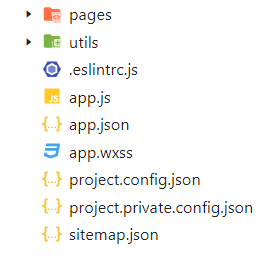 pages
utils
.eslintrc.js
app.js
app.json
app.wxss
project.config.json
project.private.config.json
sitemap.json